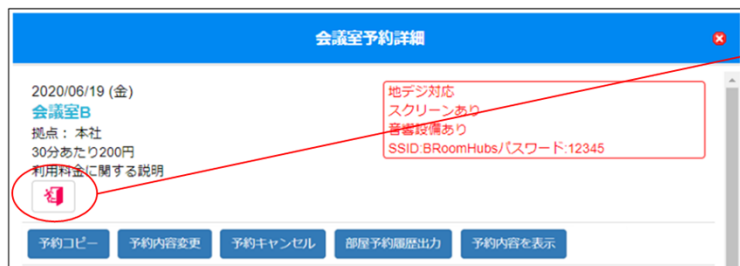 会議室予約詳細
2020/06/19 (金)
会議室B
拠点： 本社
30分あたり200円
利用料金に関する説明
地デジ対応
スクリーンあり
音響設備あり
SSID:BRoomHubsパスワード:12345
予約コピー 予約内容変更 予約キャンセル 部屋予約履歴出力 予約内容を表示